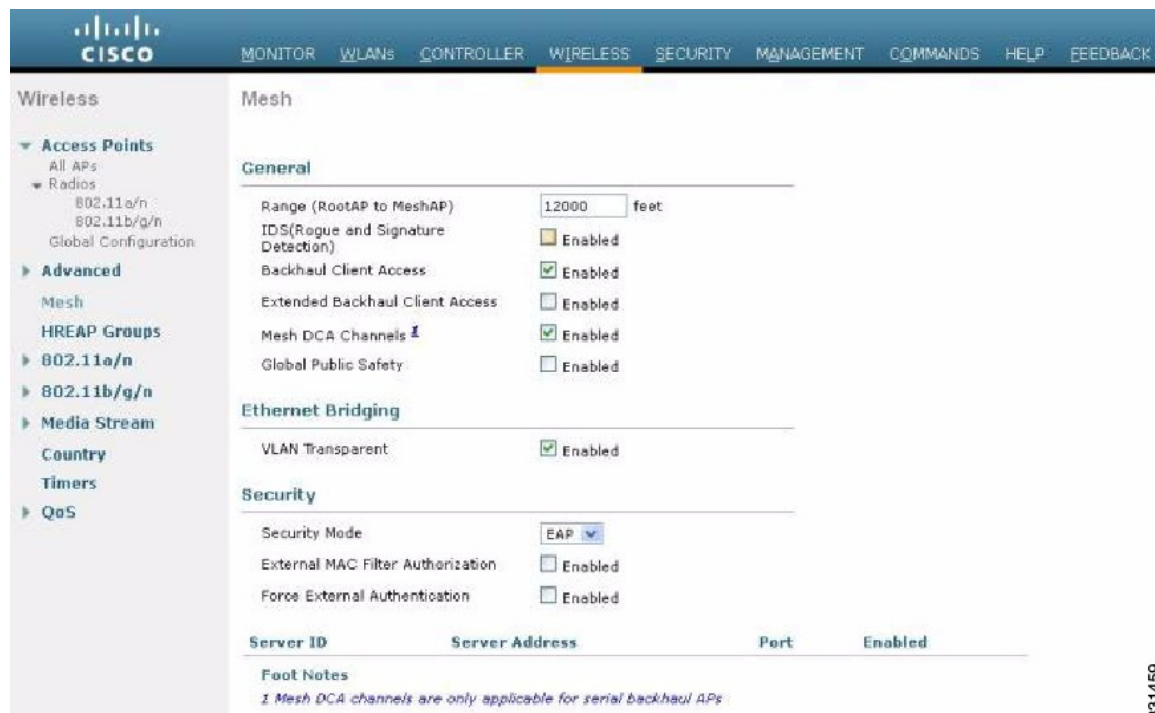 CISCO
MONITOR WLANs CONTROLLER WIRELESS SECURITY MANAGEMENT COMMANDS HELP FEEDBACK
Wireless
Access Points
All APs
Radios
802.11a/n
802.11b/g/n
Global Configuration
Advanced
Mesh
HREAP Groups
802.11a/n
802.11b/g/n
Media Stream
Country
Timers
QoS
Mesh
General
Range (RootAP to MeshAP) 12000 feet
IDS(Rogue and Signature
Detection) Enabled
Backhaul Client Access Enabled
Extended Backhaul Client Access Enabled
Mesh DCA Channels 1 Enabled
Global Public Safety Enabled
Ethernet Bridging
VLAN Transparent Enabled
Security
Security Mode EAP
External MAC Filter Authorization Enabled
Force External Authentication Enabled
Server ID Server Address Port Enabled
Foot Notes
1 Mesh DCA channels are only applicable for serial backhaul APs